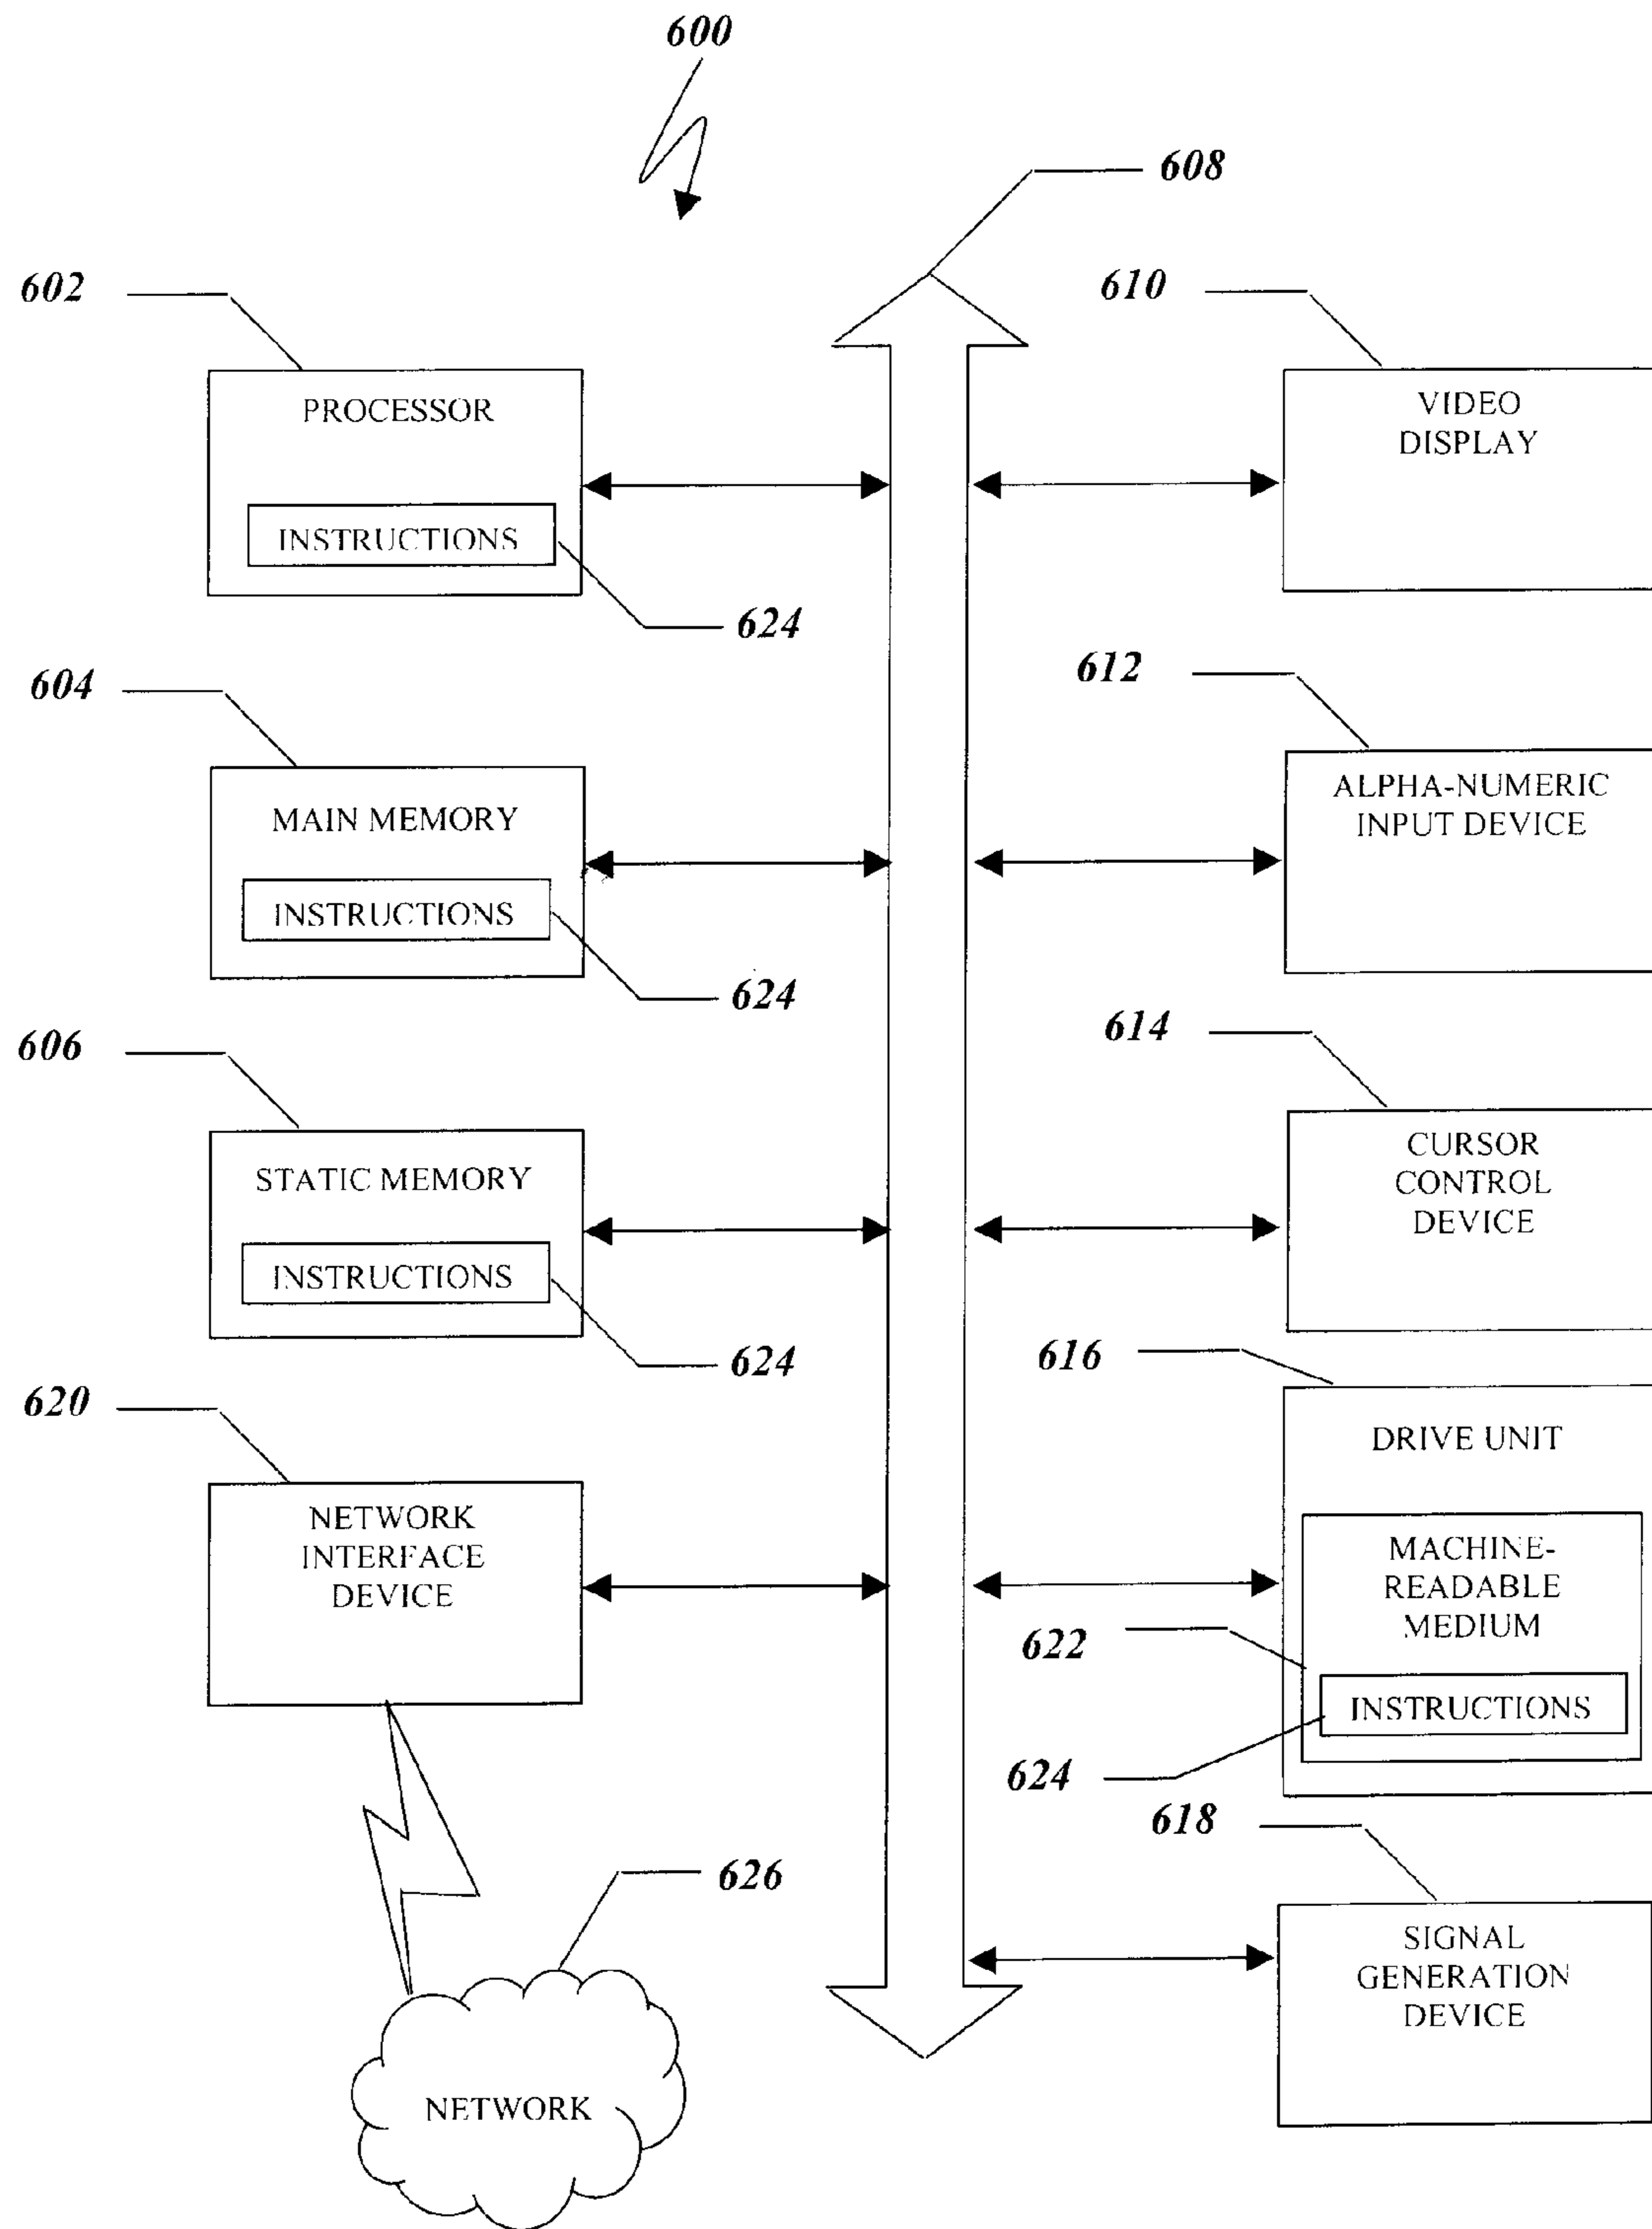 600
608
602
PROCESSOR
INSTRUCTIONS
624
604
MAIN MEMORY
INSTRUCTIONS
624
606
STATIC MEMORY
INSTRUCTIONS
624
620
NETWORK
INTERFACE
DEVICE
626
NETWORK
610
VIDEO
DISPLAY
612
ALPHA-NUMERIC
INPUT DEVICE
614
CURSOR
CONTROL
DEVICE
616
DRIVE UNIT
MACHINE-
READABLE
MEDIUM
622
INSTRUCTIONS
624
618
SIGNAL
GENERATION
DEVICE